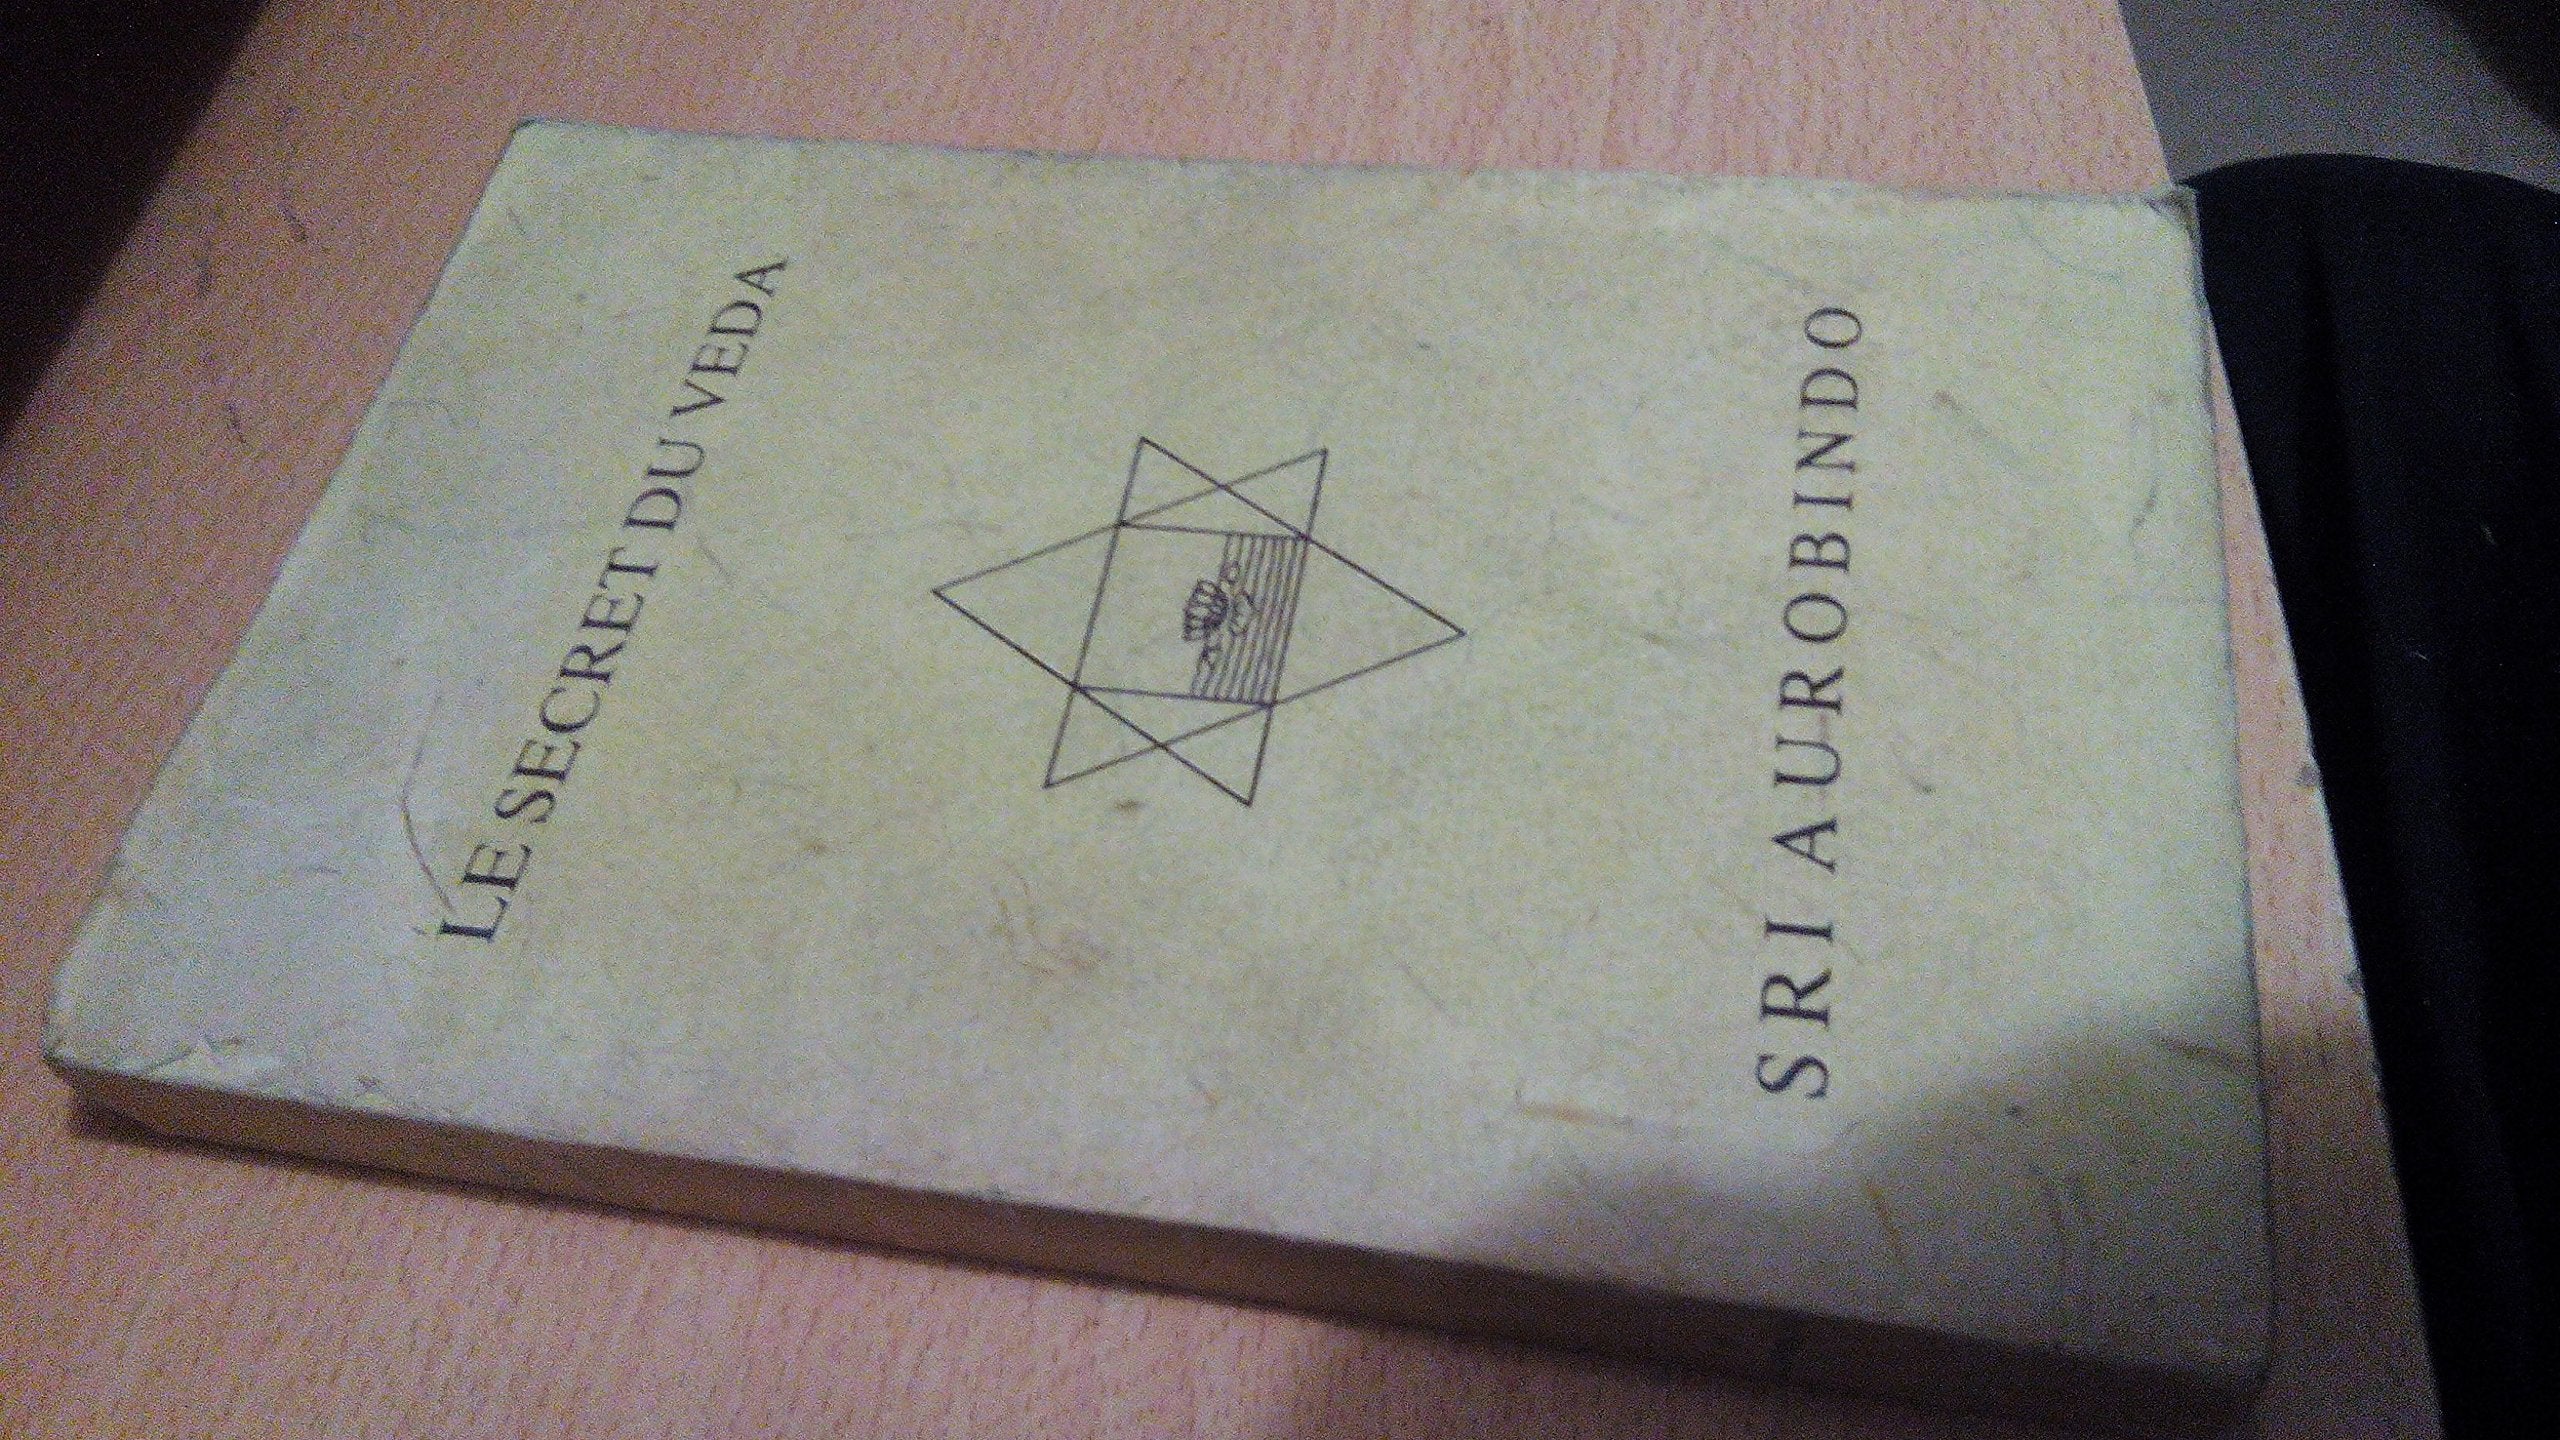 LE SECRET DU VEDA
SRI AUROBINDO